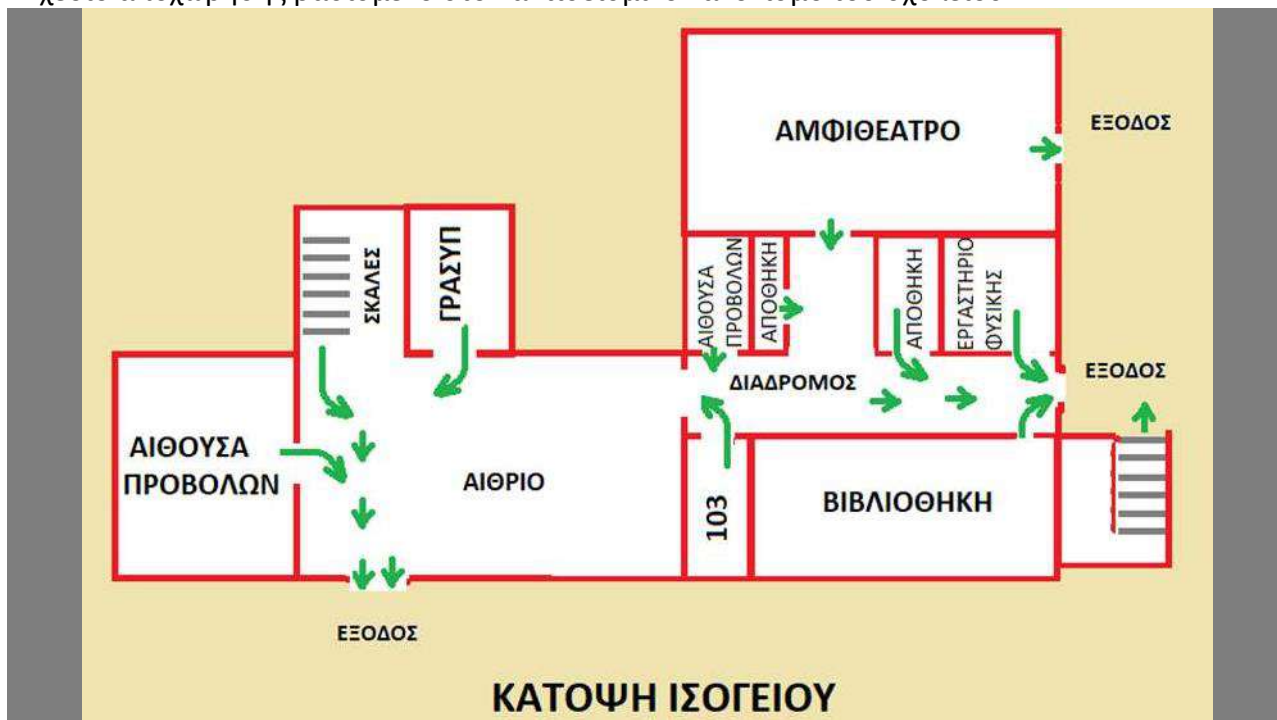 ΑΜΦΙΘΕΑΤΡΟ
ΕΞΟΔΟΣ
ΣΚΑΛΕΣ
ΓΡΑΣΥΠ
ΑΙΘΟΥΣΑ
ΠΡΟΒΟΛΩΝ
ΑΠΟΘΗΚΗ
ΑΠΟΘΗΚΗ
ΕΡΓΑΣΤΗΡΙΟ
ΦΥΣΙΚΗΣ
ΔΙΑΔΡΟΜΟΣ
ΕΞΟΔΟΣ
ΑΙΘΟΥΣΑ
ΠΡΟΒΟΛΩΝ
ΑΙΘΡΙΟ
103
ΒΙΒΛΙΟΘΗΚΗ
ΕΞΟΔΟΣ
ΚΑΤΟΨΗ ΙΣΟΓΕΙΟΥ